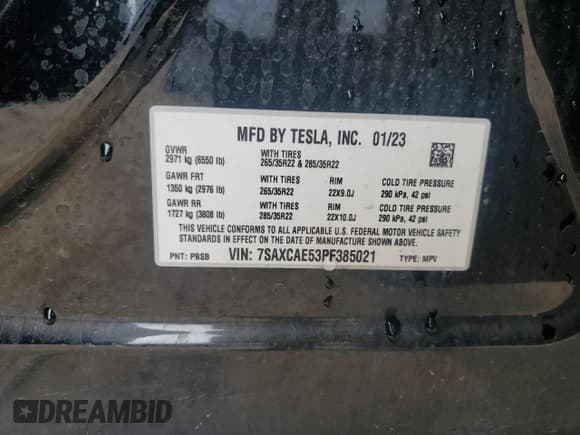 MFD BY TESLA, INC. 01/23
GVWR
2971 kg (6550 lb)
WITH TIRES
265/35R22 & 285/35R22
GAWR FRT
1350 kg (2976 lb)
WITH TIRES
265/35R22
RIM
22X9.0J
COLD TIRE PRESSURE
290 kPa, 42 psi
GAWR RR
1727 kg (3808 lb)
WITH TIRES
285/35R22
RIM
22X10.0J
COLD TIRE PRESSURE
290 kPa, 42 psi
THIS VEHICLE CONFORMS TO ALL APPLICABLE U.S. FEDERAL MOTOR VEHICLE SAFETY
STANDARDS IN EFFECT ON THE DATE OF MANUFACTURE SHOWN ABOVE.
PNT: PBSB VIN: 7SAXCAE53PF385021 TYPE: MPV
DREAMBID